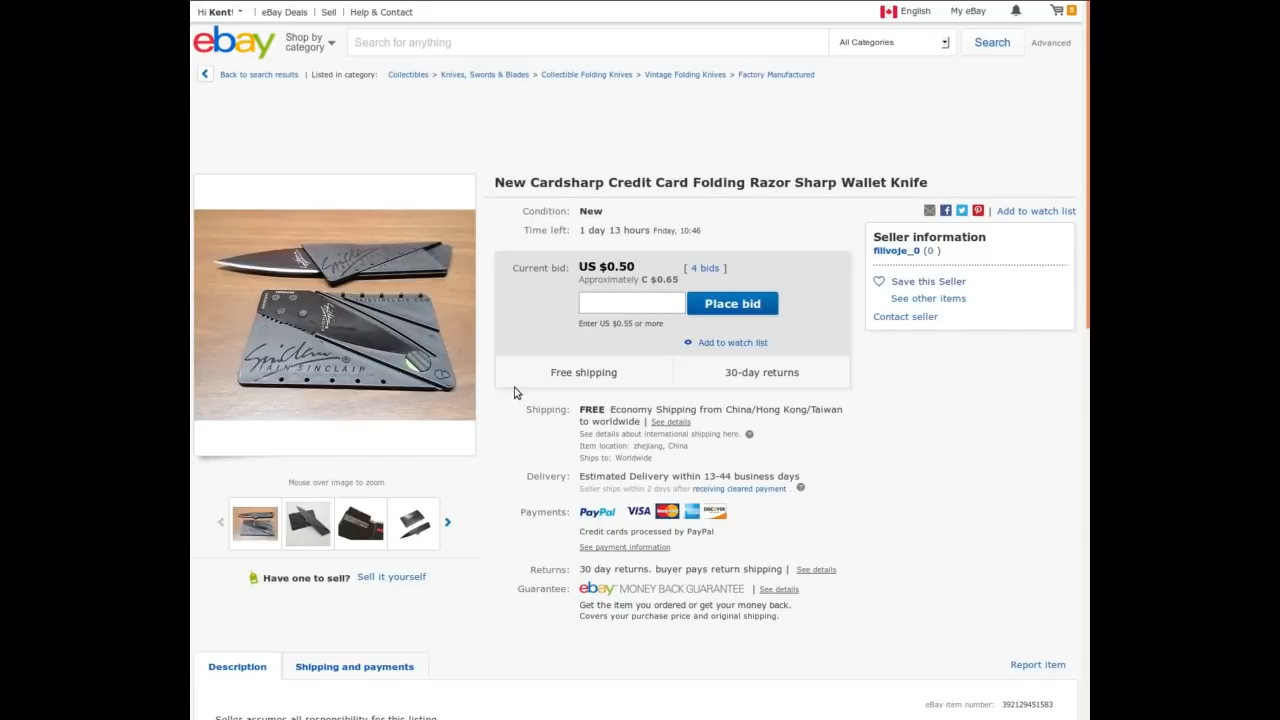 Hi Kent!
eBay Deals
Sell
Help & Contact
English
My eBay
5
ebay
Shop by category
Search for anything
All Categories
Search
Advanced
Back to search results
Listed in category:
Collectibles > Knives, Swords & Blades > Collectible Folding Knives > Vintage Folding Knives > Factory Manufactured
New Cardsharp Credit Card Folding Razor Sharp Wallet Knife
Condition: New
Time left: 1 day 13 hours Friday, 10:46
Add to watch list
Seller information
fillvoje_0 (0 )
Save this Seller
See other items
Contact seller
Current bid: US $0.50 [ 4 bids ]
Approximately C $0.65
Place bid
Enter US $0.55 or more
Add to watch list
Free shipping
30-day returns
Shipping: FREE Economy Shipping from China/Hong Kong/Taiwan
to worldwide | See details
See details about international shipping here.
Item location: zhejiang, China
Ships to: Worldwide
Delivery: Estimated Delivery within 13-44 business days
Seller ships within 2 days after receiving cleared payment
Payments: PayPal VISA MasterCard DISCOVER
Credit cards processed by PayPal
See payment information
Returns: 30 day returns. buyer pays return shipping | See details
Guarantee: ebay MONEY BACK GUARANTEE | See details
Get the item you ordered or get your money back.
Covers your purchase price and original shipping.
IAIN SINCLAIR
Mouse over image to zoom
Have one to sell? Sell it yourself
Description
Shipping and payments
Report item
eBay item number: 392129451583
Seller assumes all responsibility for this listing.